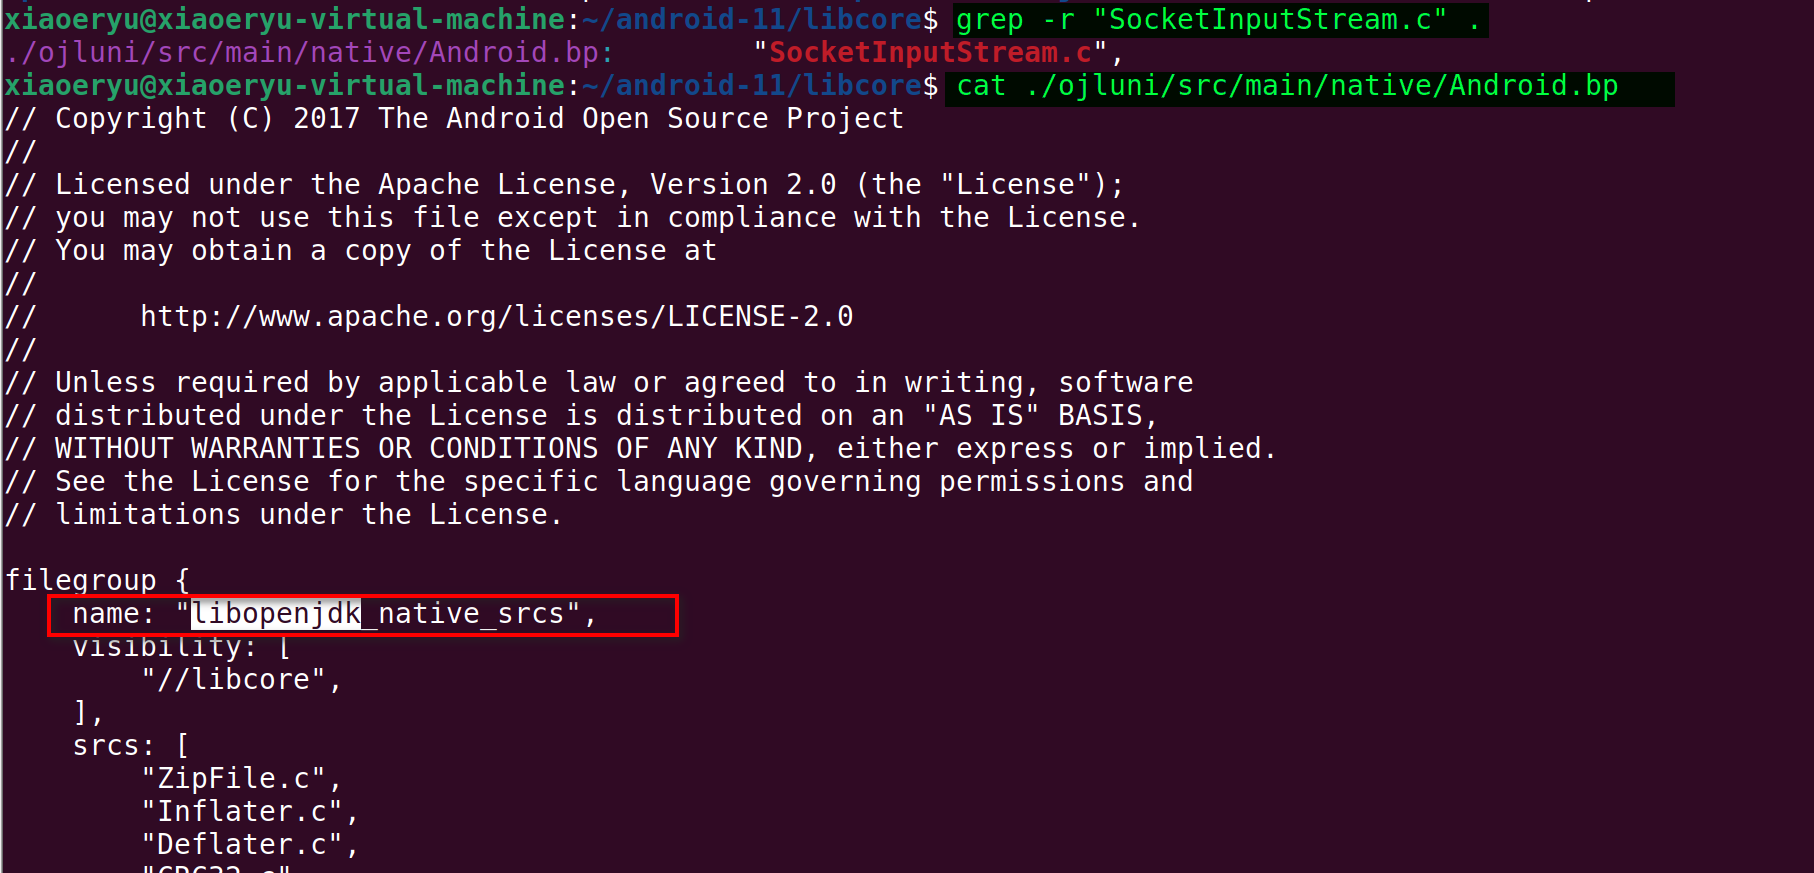 xiaoeryu@xiaoeryu-virtual-machine:~/android-11/libcore$ grep -r "SocketInputStream.c" .
./ojluni/src/main/native/Android.bp:        "SocketInputStream.c",
xiaoeryu@xiaoeryu-virtual-machine:~/android-11/libcore$ cat ./ojluni/src/main/native/Android.bp
// Copyright (C) 2017 The Android Open Source Project
//
// Licensed under the Apache License, Version 2.0 (the "License");
// you may not use this file except in compliance with the License.
// You may obtain a copy of the License at
//
//      http://www.apache.org/licenses/LICENSE-2.0
//
// Unless required by applicable law or agreed to in writing, software
// distributed under the License is distributed on an "AS IS" BASIS,
// WITHOUT WARRANTIES OR CONDITIONS OF ANY KIND, either express or implied.
// See the License for the specific language governing permissions and
// limitations under the License.

filegroup {
    name: "libopenjdk_native_srcs",
    visibility: [
        "//libcore",
    ],
    srcs: [
        "ZipFile.c",
        "Inflater.c",
        "Deflater.c",